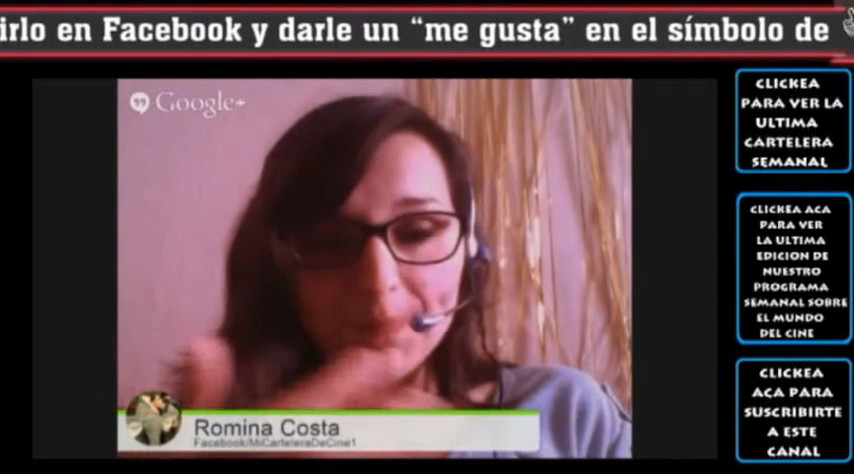 irlo en Facebook y darle un “me gusta” en el símbolo de
Google+
CLICKEA
PARA VER LA
ULTIMA
CARTELERA
SEMANAL
CLICKEA ACA
PARA VER
LA ULTIMA
EDICION DE
NUESTRO
PROGRAMA
SEMANAL SOBRE
EL MUNDO
DEL CINE
CLICKEA
ACA PARA
SUSCRIBIRTE
A ESTE
CANAL
Romina Costa
Facebook/MiCarteleraDeCine1